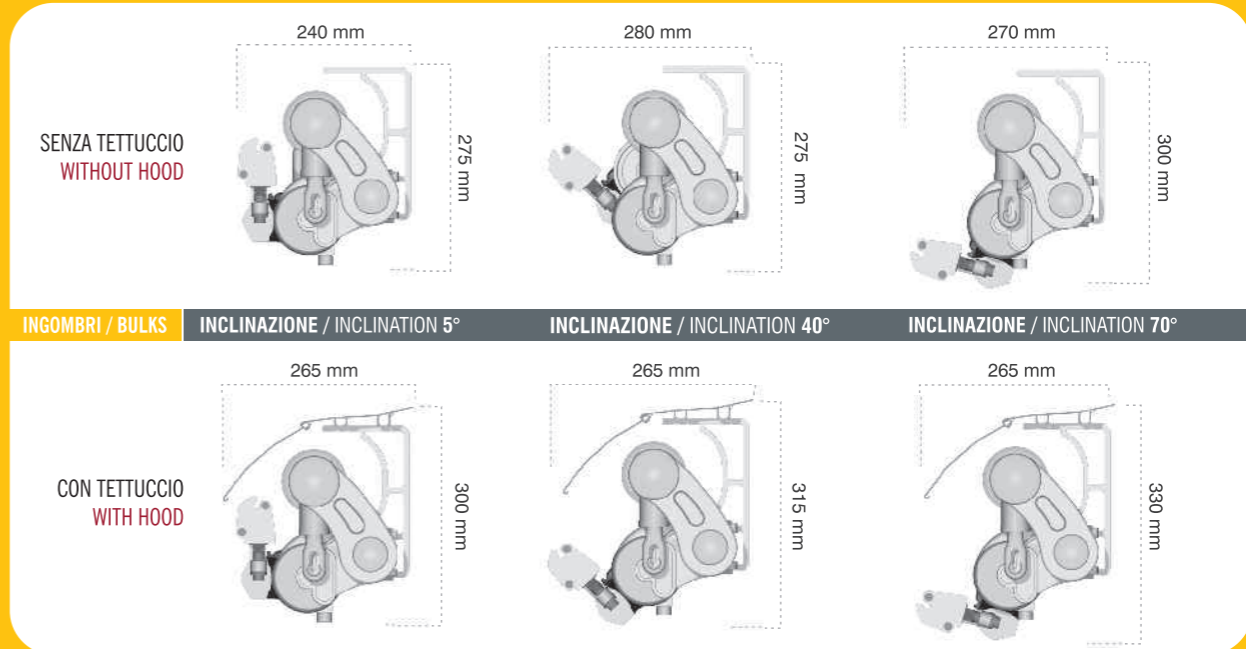 240 mm
280 mm
270 mm
SENZA TETTUCCIO
WITHOUT HOOD
275 mm
275 mm
300 mm
INGOMBRI / BULKS
INCLINAZIONE / INCLINATION 5°
INCLINAZIONE / INCLINATION 40°
INCLINAZIONE / INCLINATION 70°
265 mm
265 mm
265 mm
CON TETTUCCIO
WITH HOOD
300 mm
315 mm
330 mm